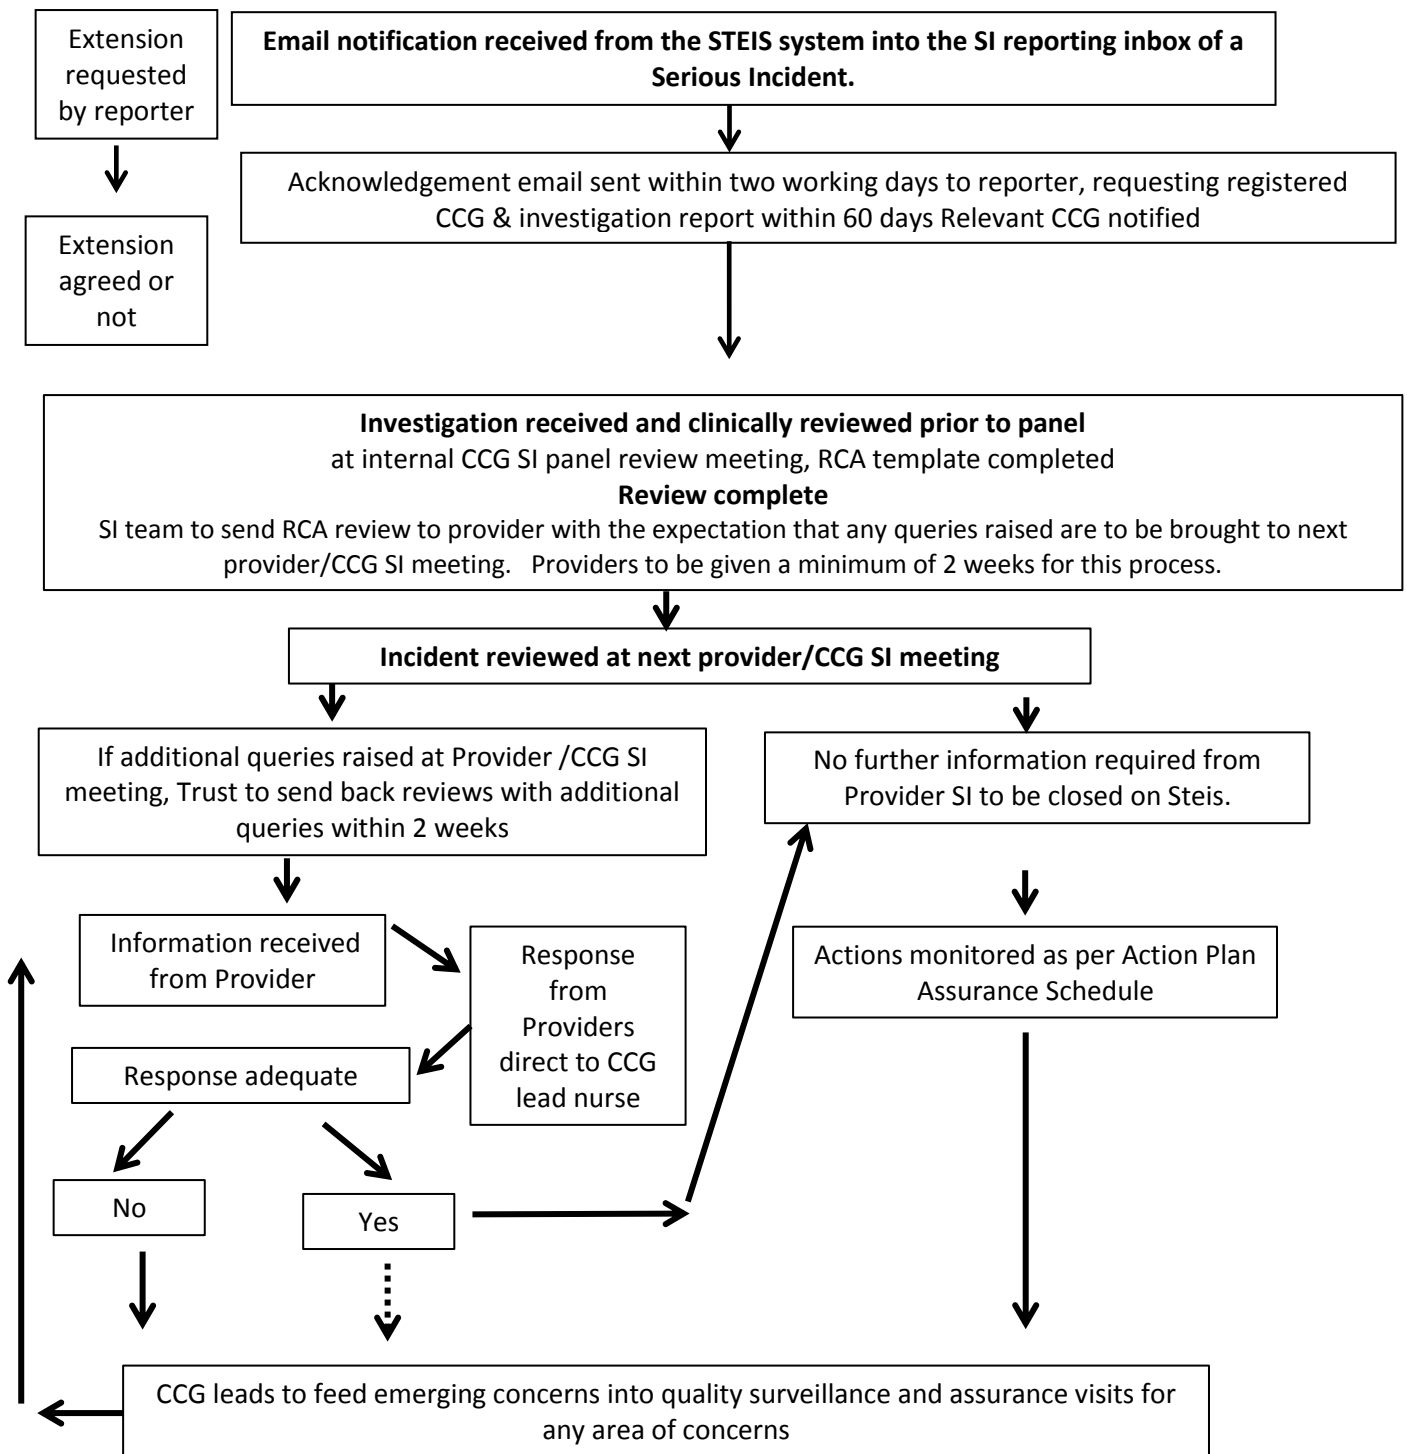 Extension
requested
by reporter
Email notification received from the STEIS system into the SI reporting inbox of a
Serious Incident.
Acknowledgement email sent within two working days to reporter, requesting registered
CCG & investigation report within 60 days Relevant CCG notified
Extension
agreed or
not
Investigation received and clinically reviewed prior to panel
at internal CCG SI panel review meeting, RCA template completed
Review complete
SI team to send RCA review to provider with the expectation that any queries raised are to be brought to next
provider/CCG SI meeting.   Providers to be given a minimum of 2 weeks for this process.
Incident reviewed at next provider/CCG SI meeting
If additional queries raised at Provider /CCG SI
meeting, Trust to send back reviews with additional
queries within 2 weeks
No further information required from
Provider SI to be closed on Steis.
Information received
from Provider
Response
from
Providers
direct to CCG
lead nurse
Actions monitored as per Action Plan
Assurance Schedule
Response adequate
No
Yes
CCG leads to feed emerging concerns into quality surveillance and assurance visits for
any area of concerns